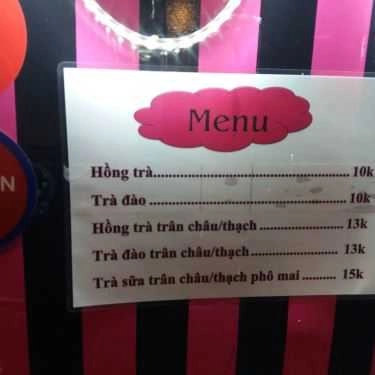 Menu
Hồng trà.................................................. 10k
Trà đào ................................................... 10k
Hồng trà trân châu/thạch ..................... 13k
Trà đào trân châu/thạch...................... 13k
Trà sữa trân châu/thạch phô mai ......... 15k
N